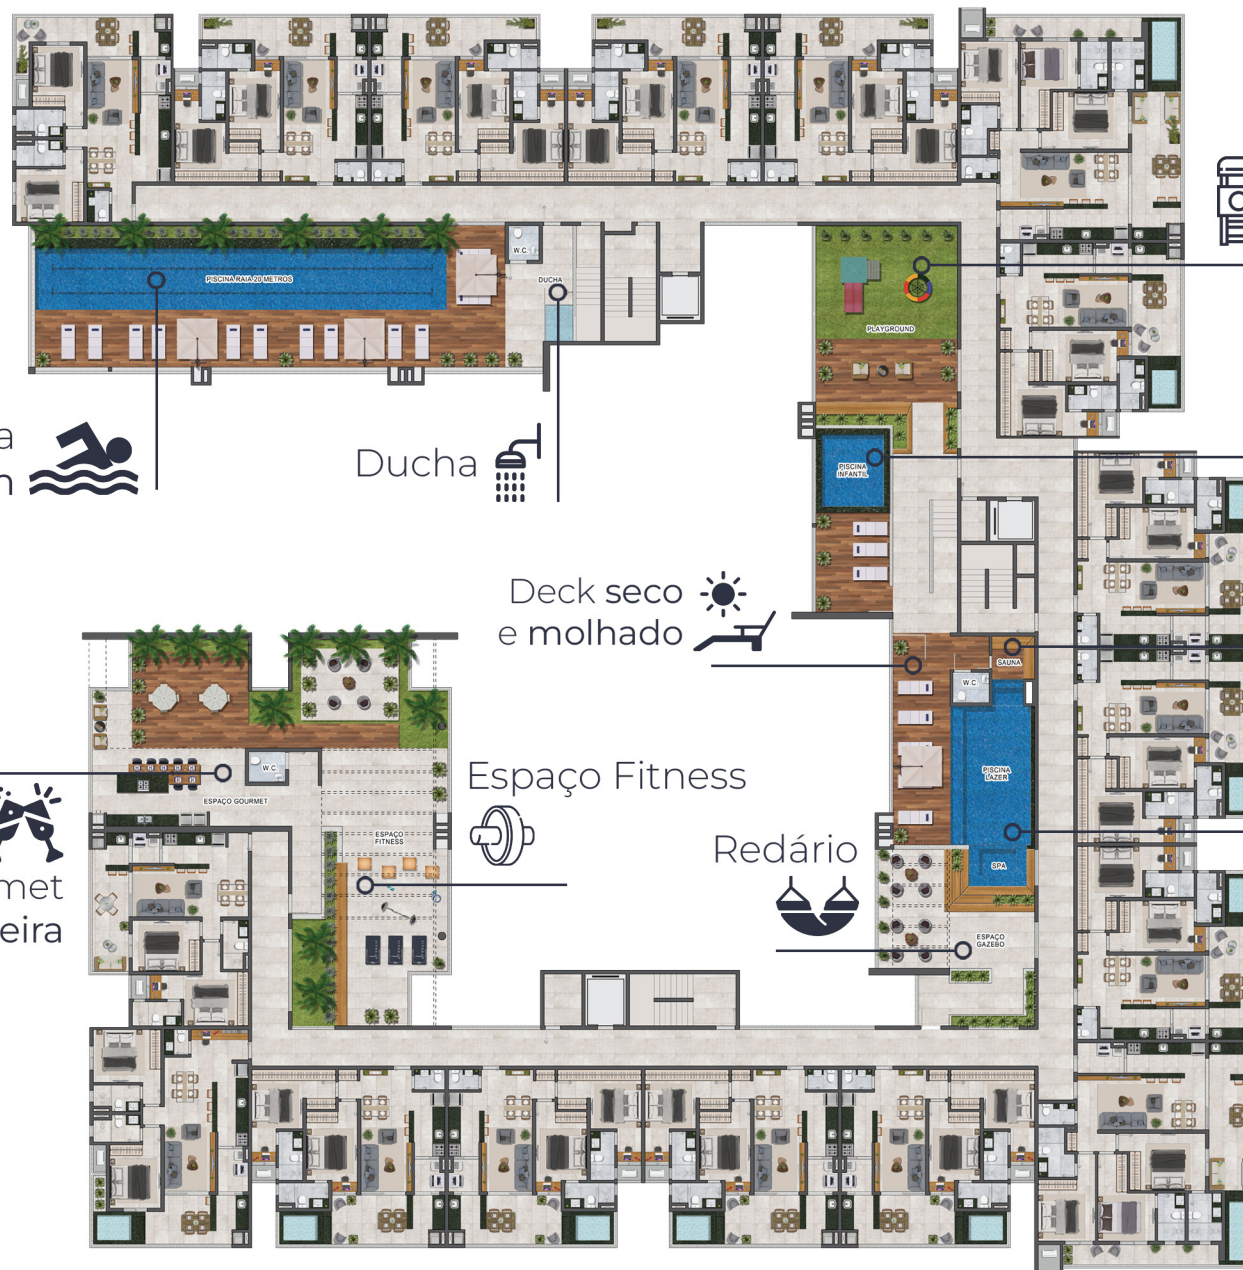 W.C.
PISCINA RAIA 20 METROS
DUCHA
PLAYGROUND
a
m
Ducha
PISCINA
INFANTIL
Deck seco
e molhado
SAUNA
W.C.
W.C.
PISCINA
LAZER
Espaço Fitness
ESPAÇO GOURMET
ESPAÇO
FITNESS
Redário
SPA
met
eira
ESPAÇO
GAZEBO